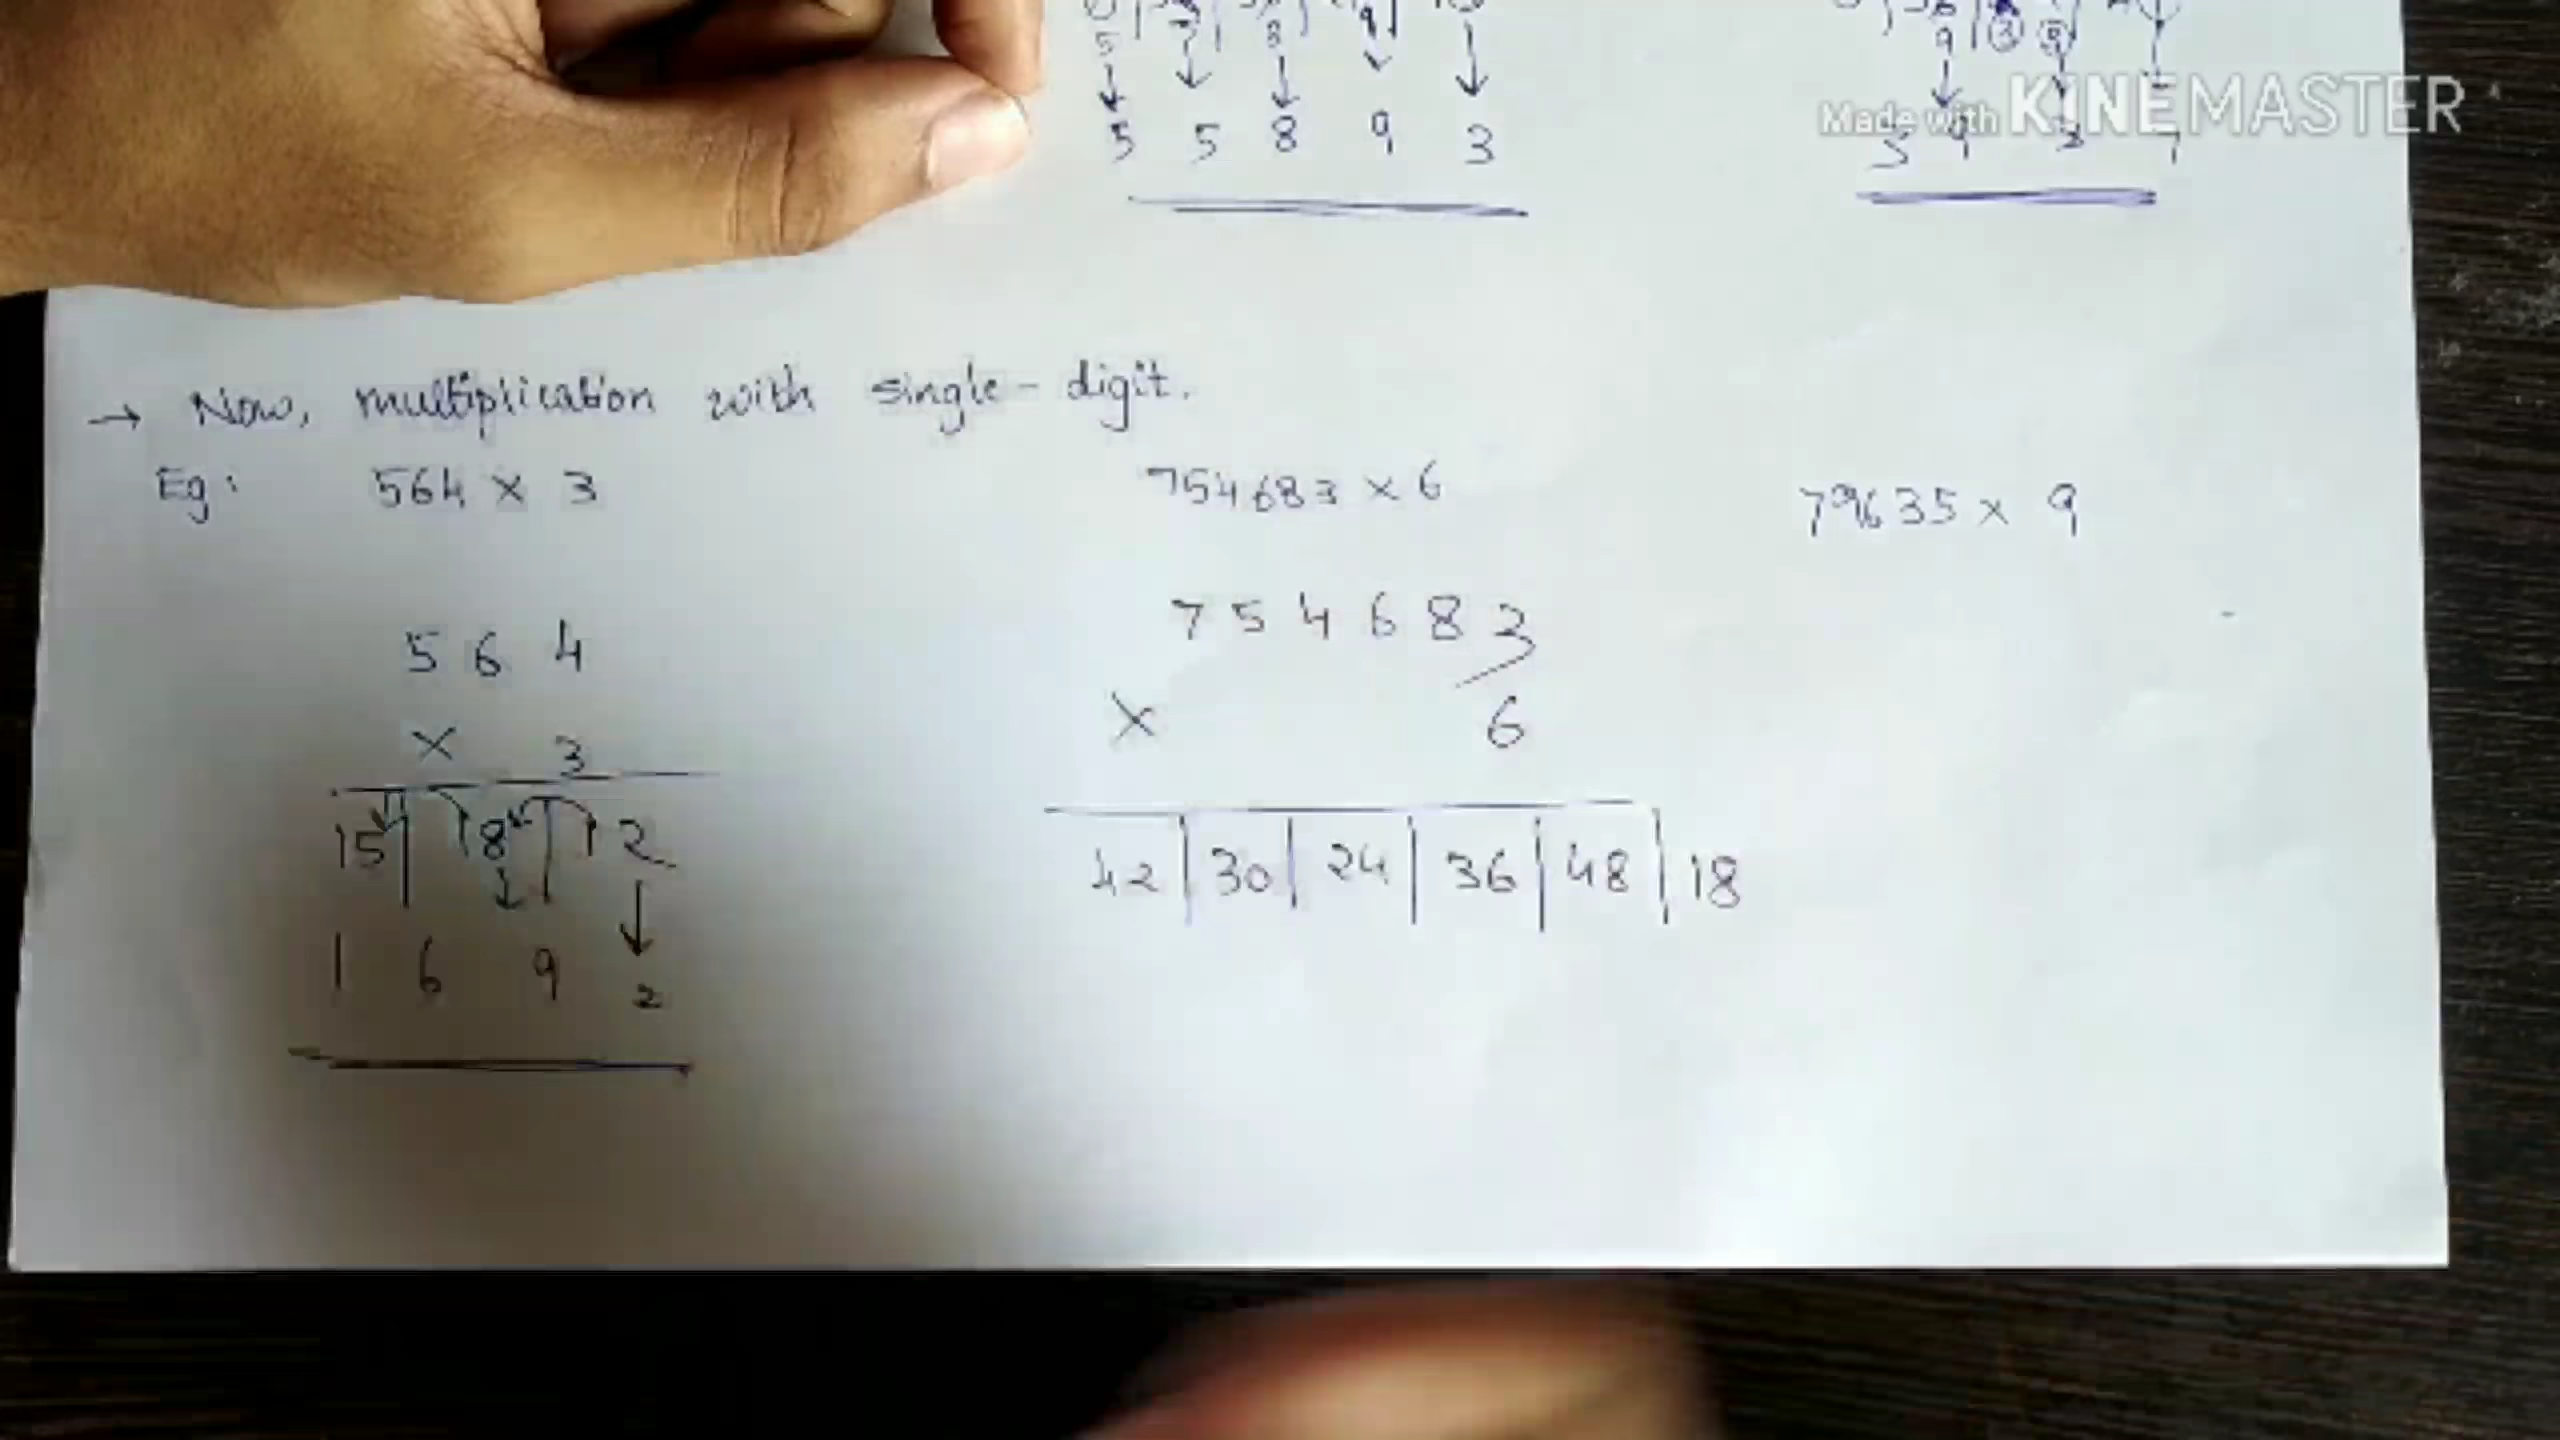 5 5 8 9 3
Made with KINEMASTER
→ Now, multiplication with single-digit.
Eg: 564 x 3
754683 x 6
79635 x 9
5 6 4
x 3
15 | 18 | 12
1 6 9 2
7 5 4 6 8 3
x 6
42 | 30 | 24 | 36 | 48 | 18